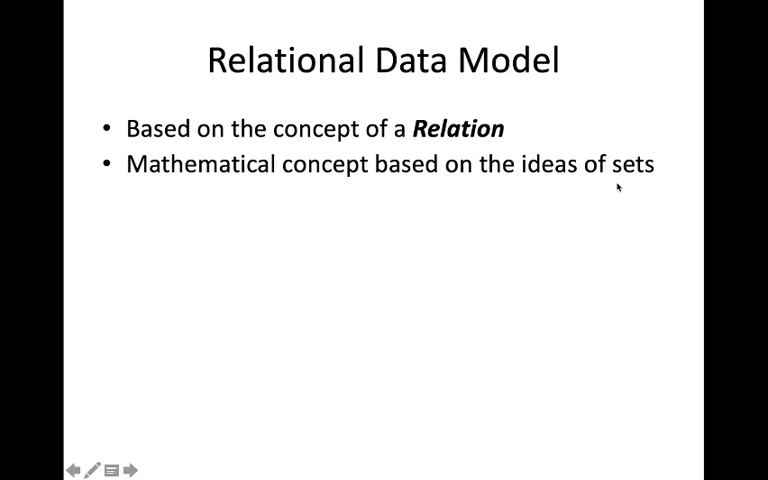 Relational Data Model
• Based on the concept of a Relation
• Mathematical concept based on the ideas of sets